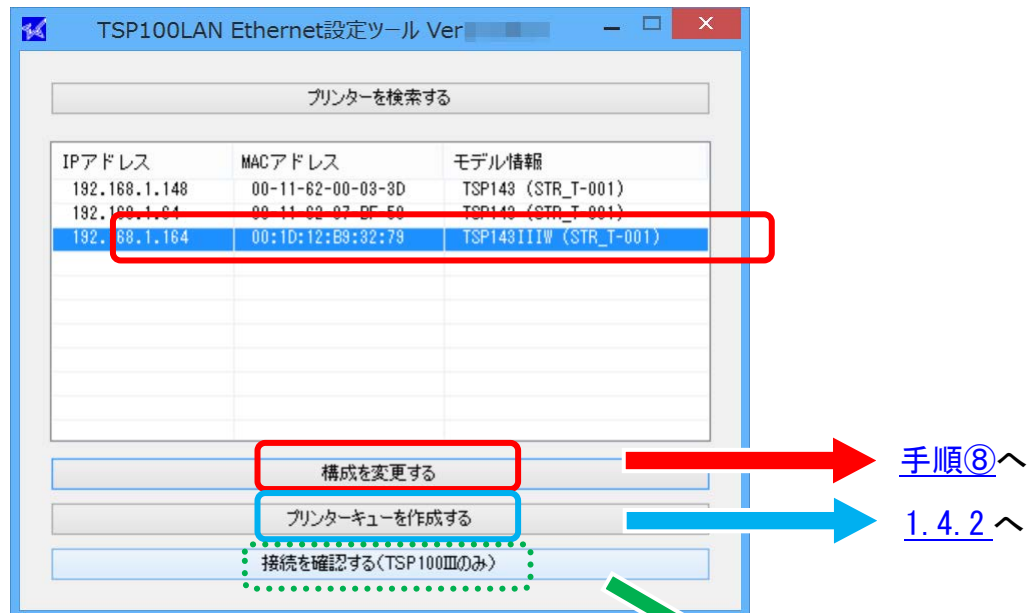 TSP100LAN Ethernet設定ツール Ver
プリンターを検索する
IPアドレス MACアドレス モデル情報
192.168.1.148 00-11-62-00-03-3D TSP143 (STR_T-001)
TSP143 (STR_T-001)
192.168.1.164 00:1D:12:B9:32:79 TSP143IIIW (STR_T-001)
構成を変更する
手順⑧へ
プリンターキューを作成する
1.4.2 へ
接続を確認する(TSP100Ⅲのみ)